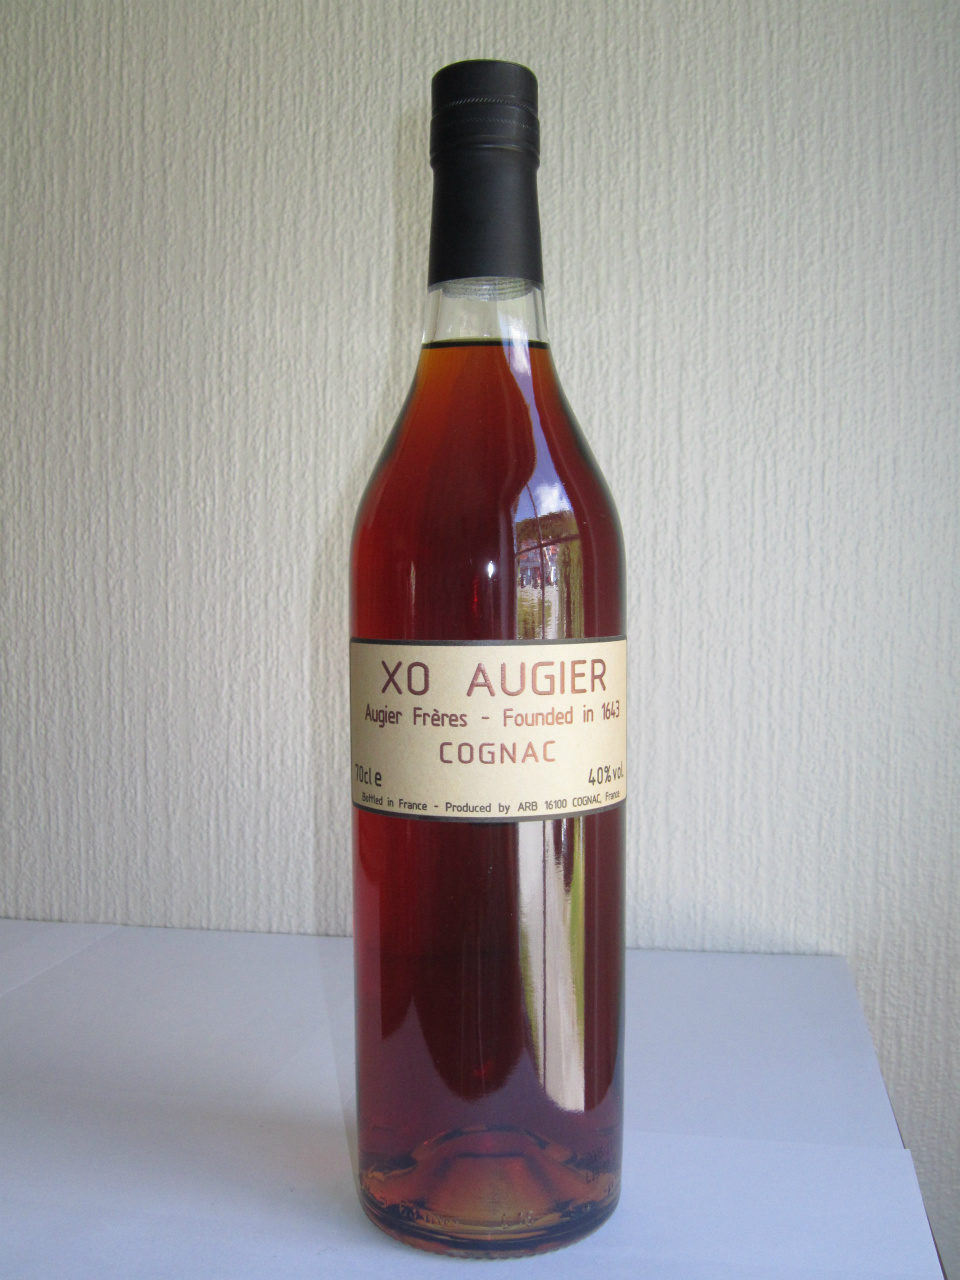 XO AUGIER
Augier Frères - Founded in 1643
COGNAC
70cl e 40% vol.
Bottled in France - Produced by ARB 16100 COGNAC, France